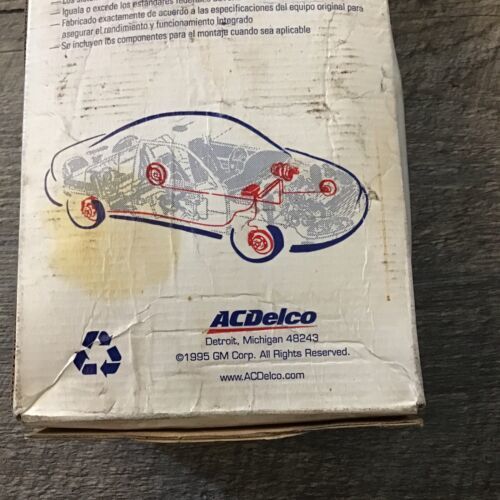 — Iguala o excede los estándares
— Fabricado exactamente de acuerdo a las especificaciones del equipo original para
asegurar el rendimiento y funcionamiento integrado
— Se incluyen los componentes para el montaje cuando sea aplicable
ACDelco
Detroit, Michigan 48243
©1995 GM Corp. All Rights Reserved.
www.ACDelco.com